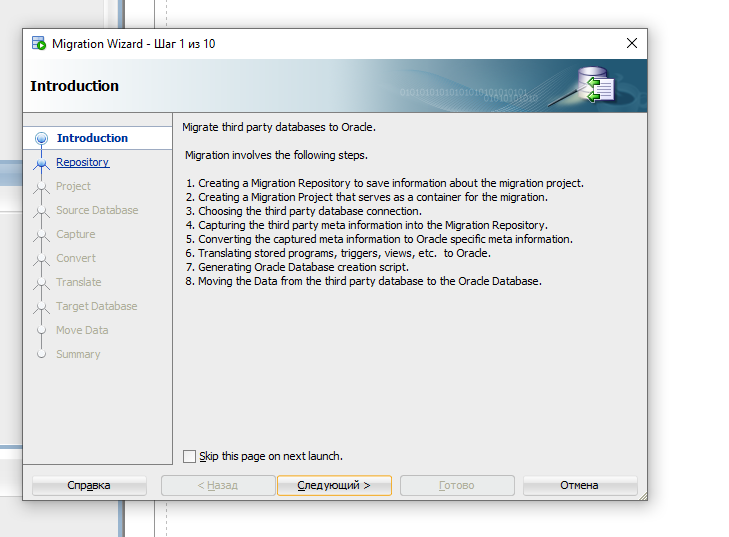 Migration Wizard - Шаг 1 из 10
Introduction
0101010101010101010101010101
01010101010
Introduction
Repository
Project
Source Database
Capture
Convert
Translate
Target Database
Move Data
Summary
Migrate third party databases to Oracle.
Migration involves the following steps.
1. Creating a Migration Repository to save information about the migration project.
2. Creating a Migration Project that serves as a container for the migration.
3. Choosing the third party database connection.
4. Capturing the third party meta information into the Migration Repository.
5. Converting the captured meta information to Oracle specific meta information.
6. Translating stored programs, triggers, views, etc. to Oracle.
7. Generating Oracle Database creation script.
8. Moving the Data from the third party database to the Oracle Database.
Skip this page on next launch.
Справка
< Назад
Следующий >
Готово
Отмена